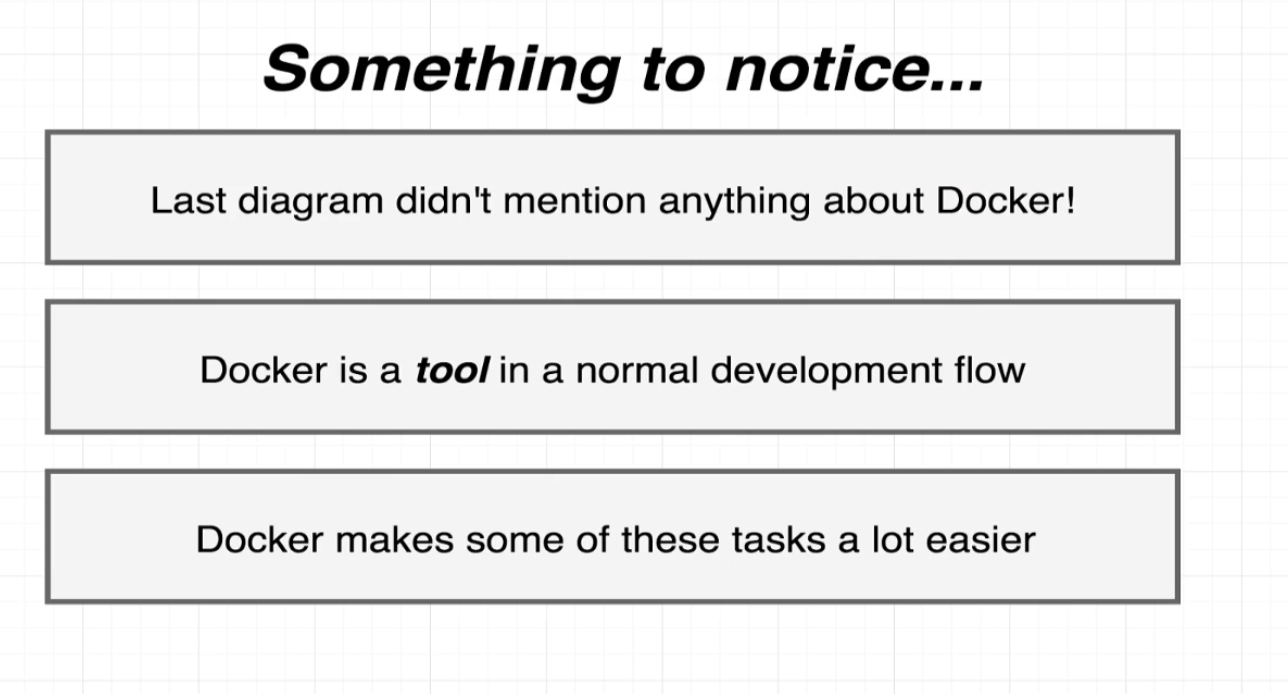 Something to notice...
Last diagram didn't mention anything about Docker!
Docker is a tool in a normal development flow
Docker makes some of these tasks a lot easier